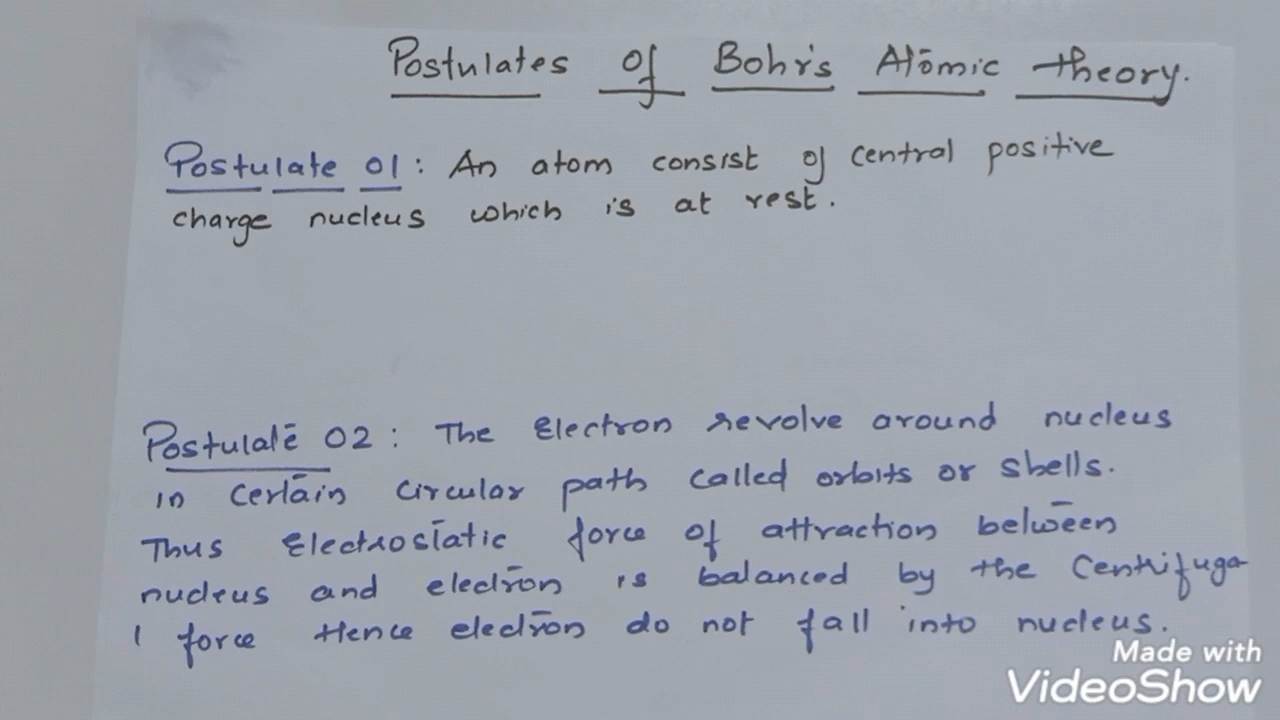 Postulates of Bohr's Atomic theory.
Postulate 01 : An atom consist of central positive
charge nucleus which is at rest.
Postulate 02 : The Electron revolve around nucleus
in certain circular path called orbits or shells.
Thus Electrostatic force of attraction between
nucleus and electron is balanced by the Centrifuga
l force Hence electron do not fall into nucleus.
Made with
VideoShow